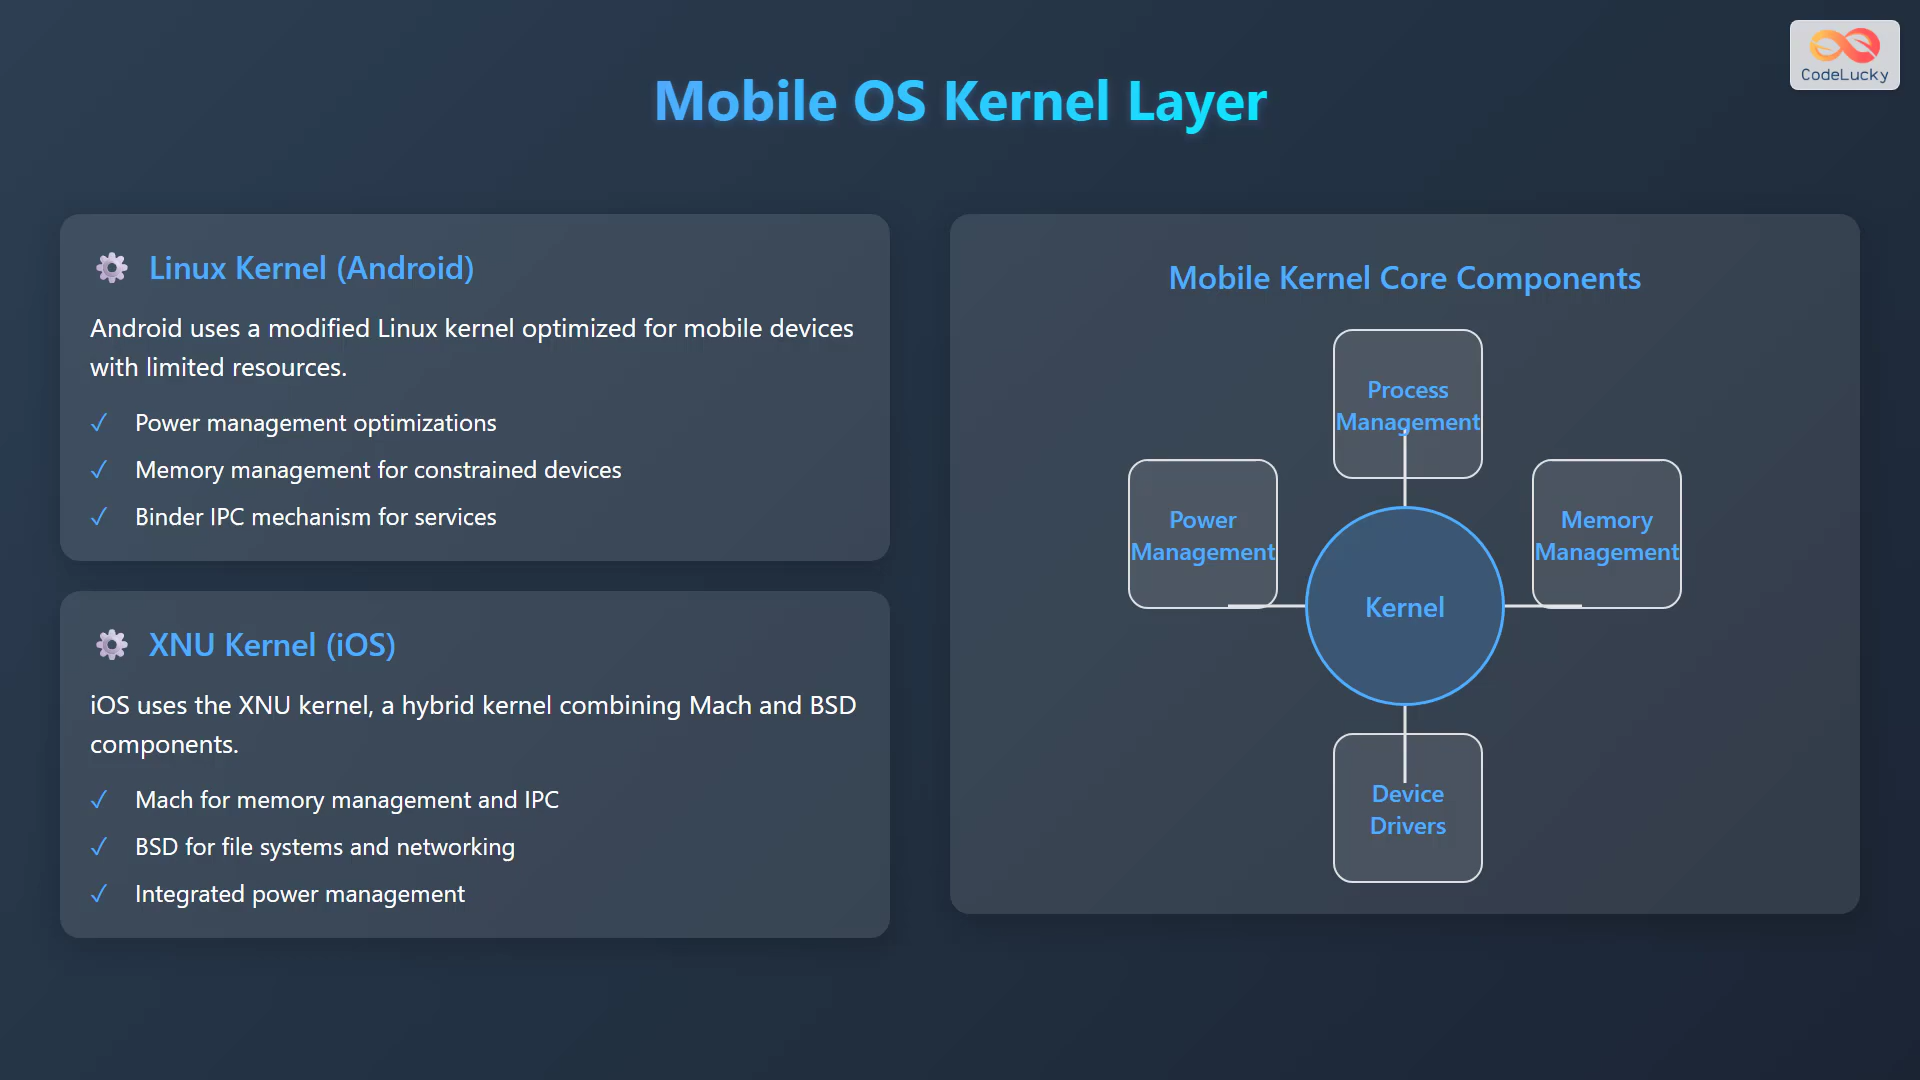 CodeLucky
Mobile OS Kernel Layer
Linux Kernel (Android)
Android uses a modified Linux kernel optimized for mobile devices
with limited resources.
✓ Power management optimizations
✓ Memory management for constrained devices
✓ Binder IPC mechanism for services
XNU Kernel (iOS)
iOS uses the XNU kernel, a hybrid kernel combining Mach and BSD
components.
✓ Mach for memory management and IPC
✓ BSD for file systems and networking
✓ Integrated power management
Mobile Kernel Core Components
Process
Management
Power
Management
Memory
Management
Kernel
Device
Drivers